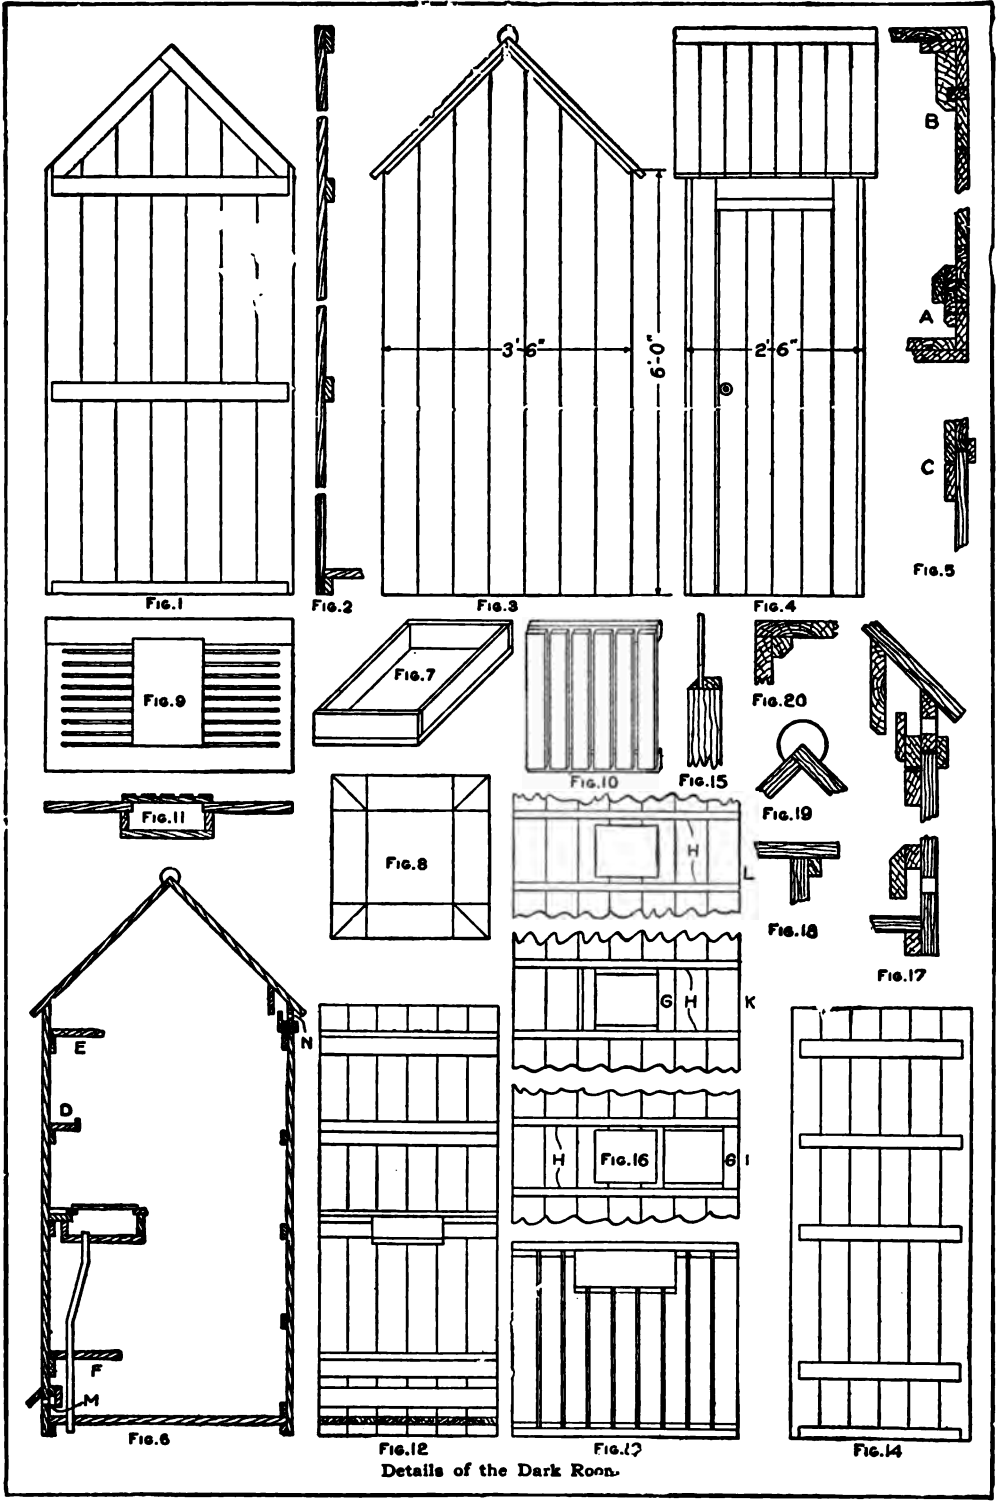 B
3'-6"
6'-0"
2'-6"
A
C
FIG.5
FIG.1
FIG.2
FIG.3
FIG.4
FIG.9
FIG.7
FIG.20
FIG.10
FIG.15
FIG.19
FIG.11
FIG.8
H
L
FIG.18
FIG.17
G
H
K
E
N
D
H
FIG.16
G
I
F
M
FIG.6
FIG.12
FIG.13
FIG.14
Details of the Dark Room.